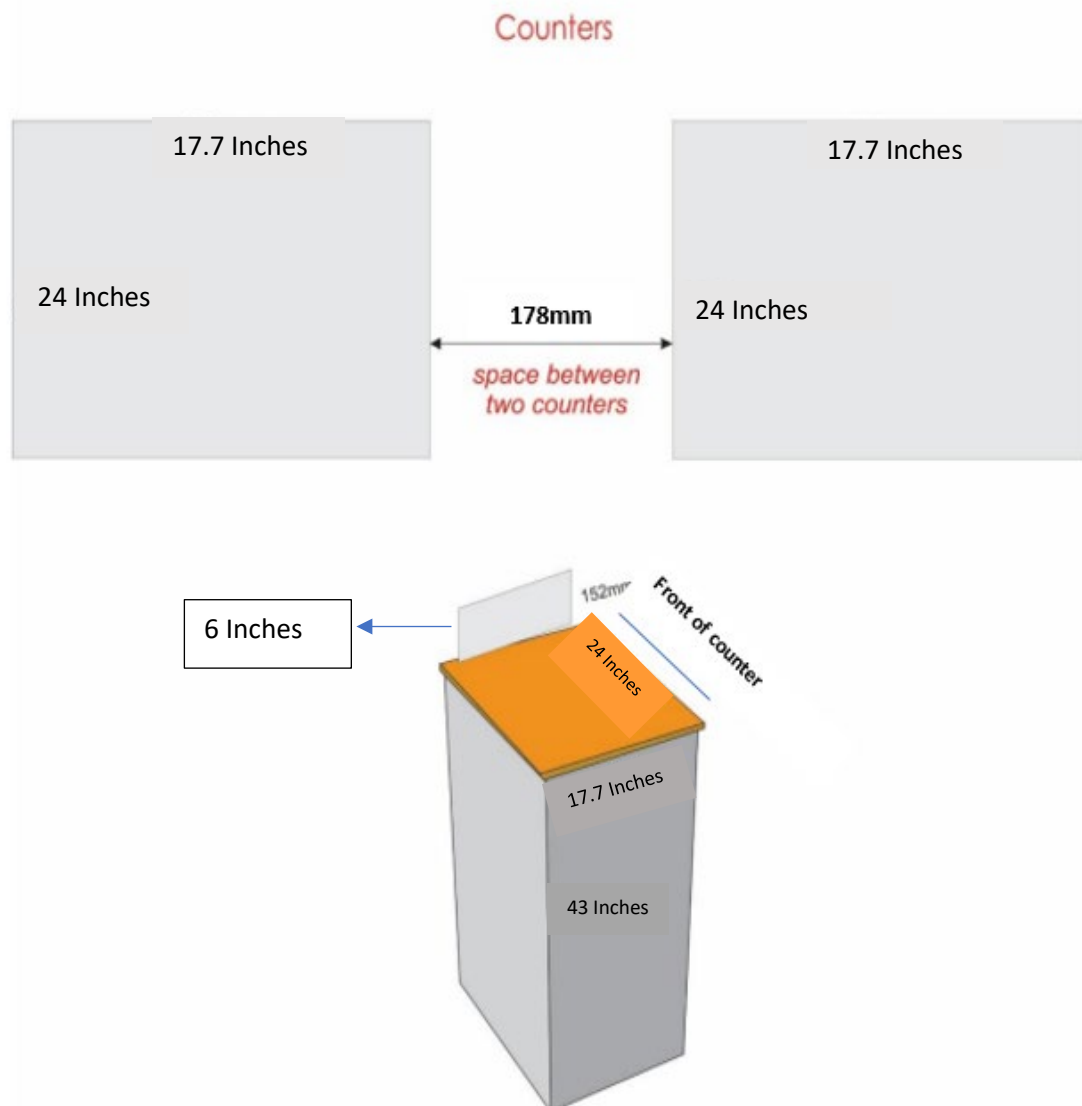 Counters
17.7 Inches
17.7 Inches
24 Inches
178mm
24 Inches
space between
two counters
152mm
Front of counter
6 Inches
24 Inches
17.7 Inches
43 Inches